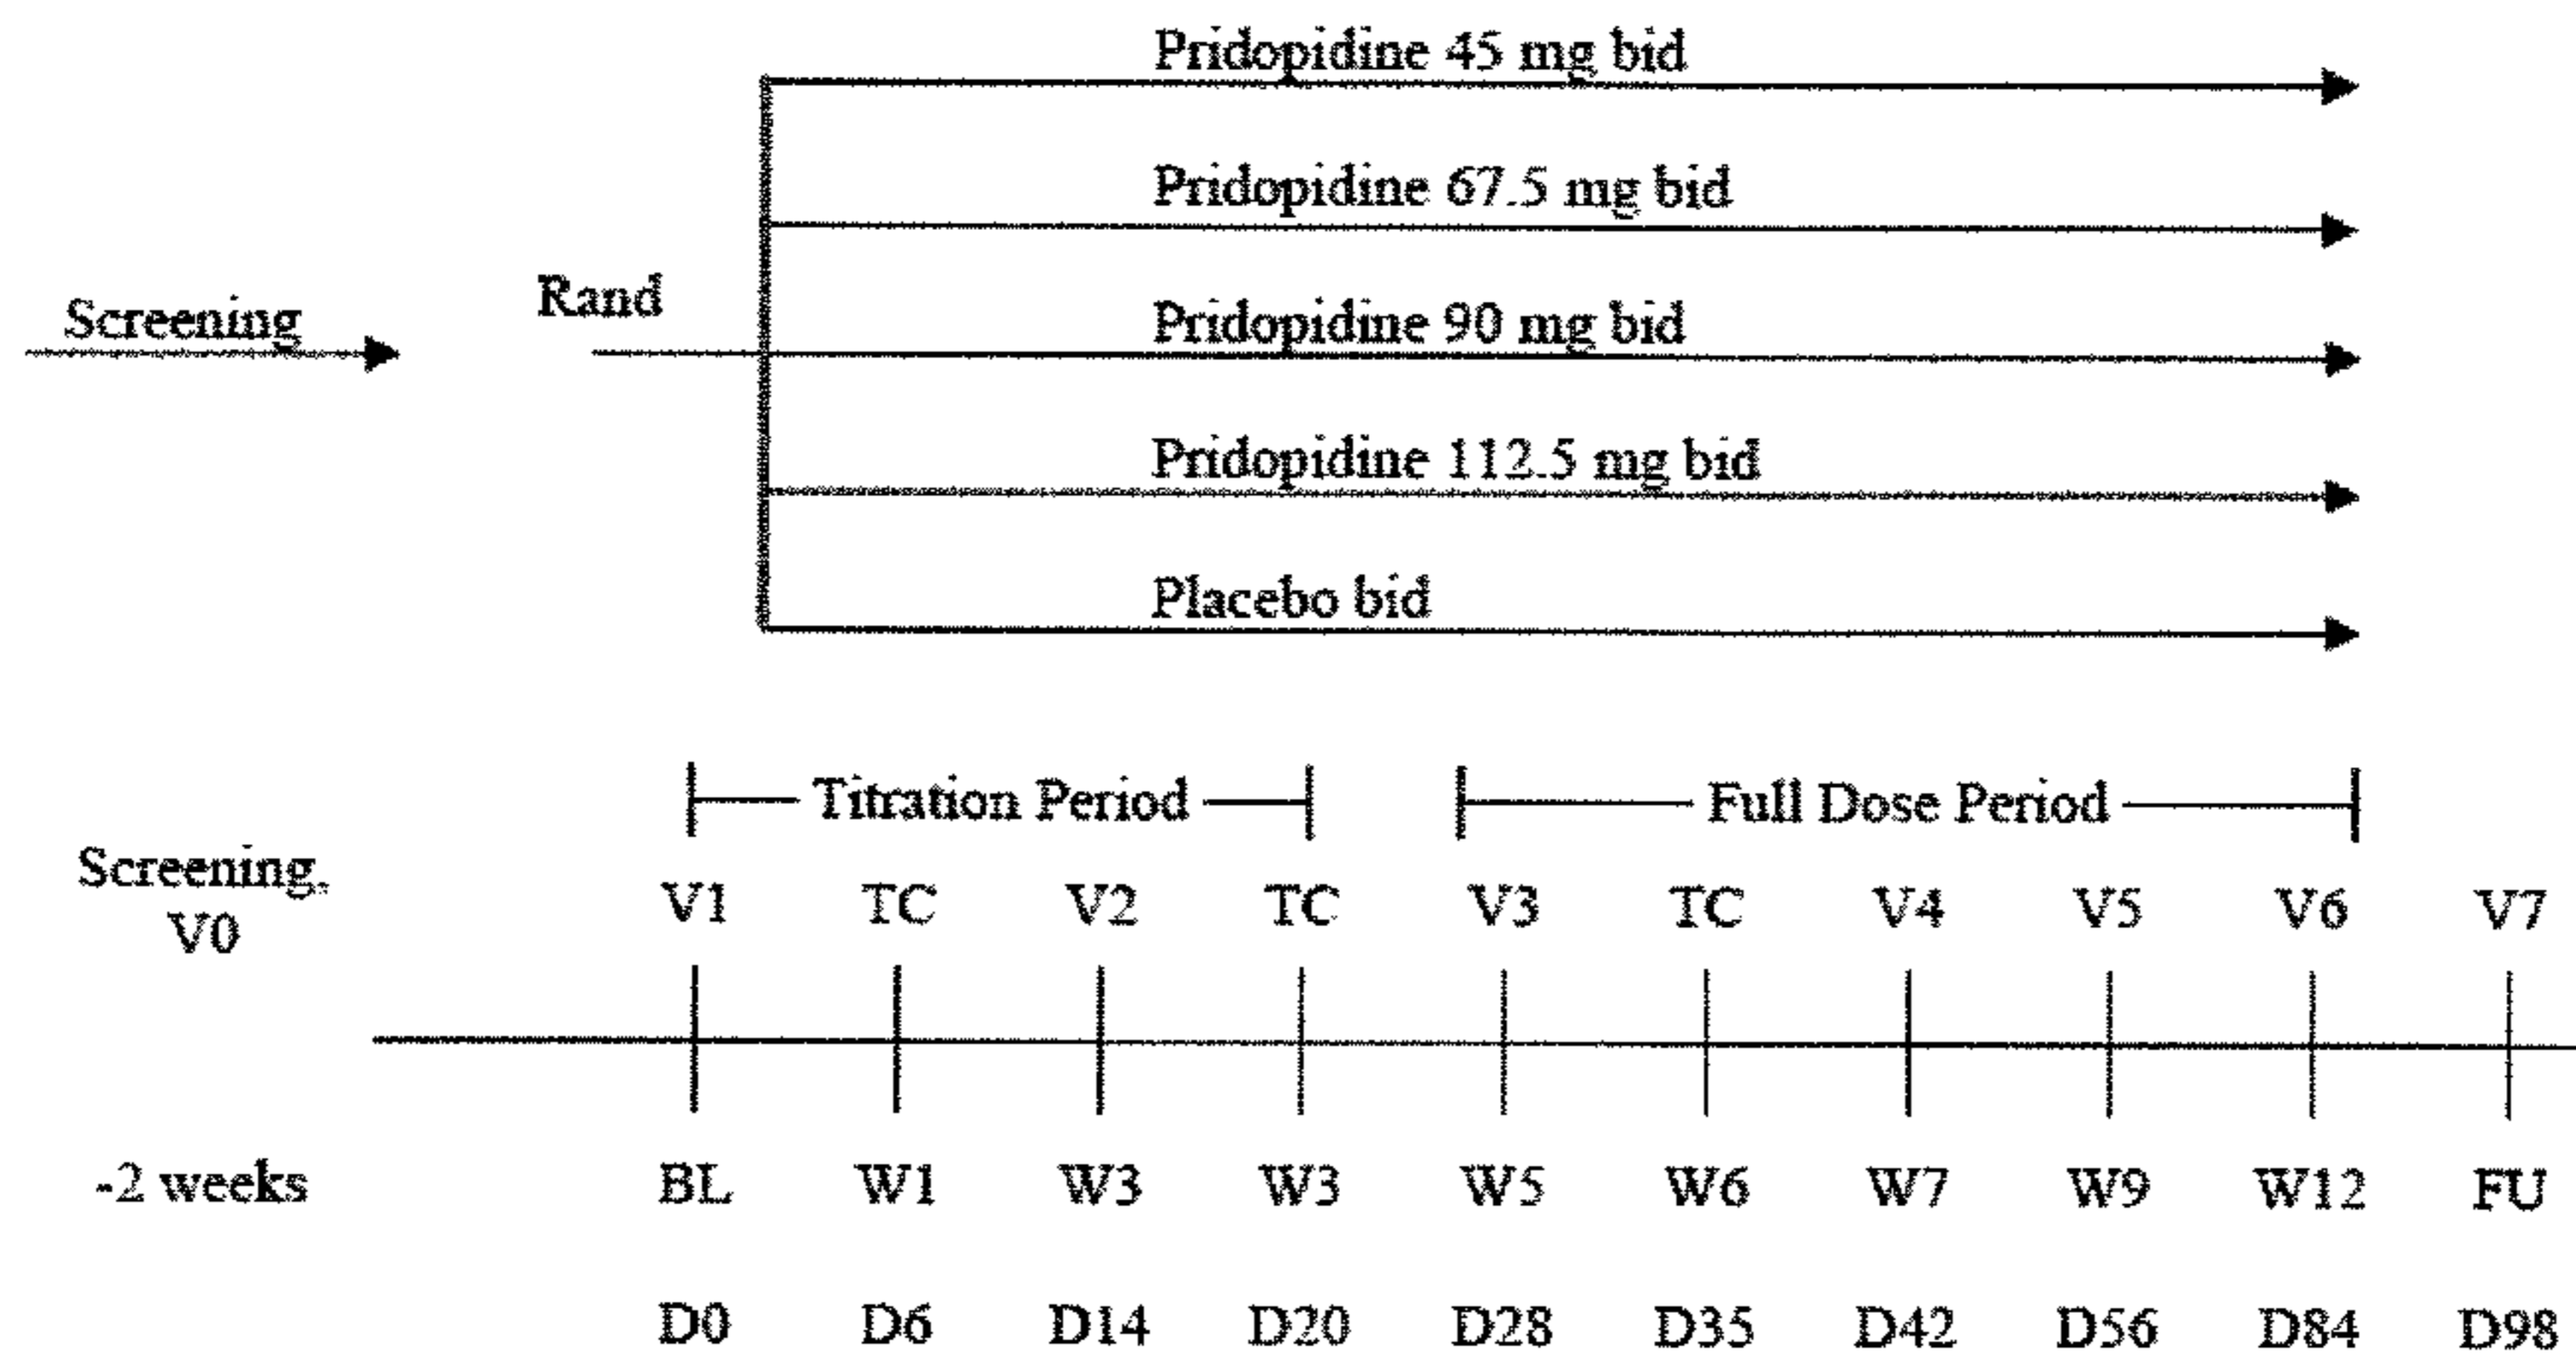 Pridopidine 45 mg bid
Pridopidine 67.5 mg bid
Screening
Rand
Pridopidine 90 mg bid
Pridopidine 112.5 mg bid
Placebo bid
Titration Period
Full Dose Period
Screening,
V0
V1 TC V2 TC V3 TC V4 V5 V6 V7
-2 weeks BL W1 W3 W3 W5 W6 W7 W9 W12 FU
D0 D6 D14 D20 D28 D35 D42 D56 D84 D98